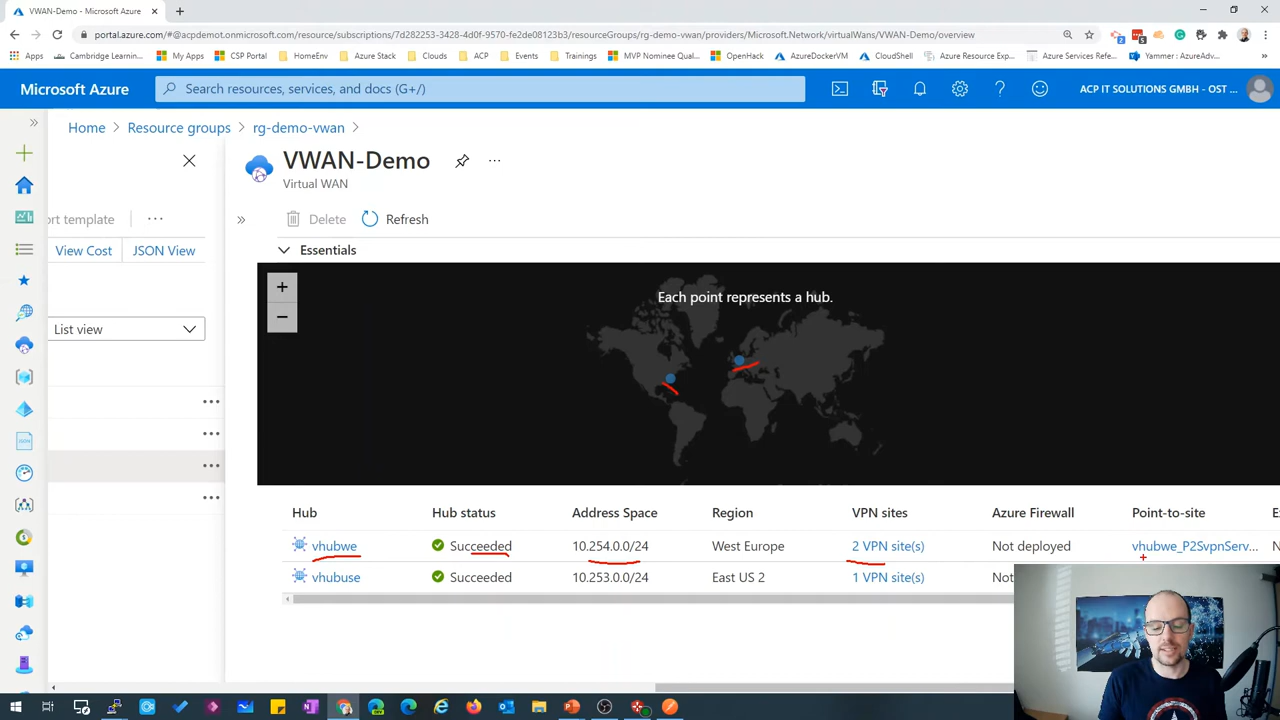 VWAN-Demo - Microsoft Azure
portal.azure.com/#@acpdemot.onmicrosoft.com/resource/subscriptions/7d282253-1428-4d0f-9570-fe2de08123b3/resourceGroups/rg-demo-vwan/providers/Microsoft.Network/virtualWans/VWAN-Demo/overview
Apps Cambridge Learning... My Apps CSP Portal HomeEnv Azure Stack Clouds ACP Events Trainings MVP Nominee Qual... OpenHack AzureDockerVM CloudShell Azure Resource Exp... Azure Services Refe... Yammer : AzureAdv...
Microsoft Azure
Search resources, services, and docs (G+/)
ACP IT SOLUTIONS GMBH - OST ...
Home > Resource groups > rg-demo-vwan >
VWAN-Demo
Virtual WAN
rt template
Delete Refresh
View Cost JSON View
Essentials
Each point represents a hub.
+
−
List view
Hub Hub status Address Space Region VPN sites Azure Firewall Point-to-site
vhubwe Succeeded 10.254.0.0/24 West Europe 2 VPN site(s) Not deployed vhubwe_P2SvpnServ...
vhubuse Succeeded 10.253.0.0/24 East US 2 1 VPN site(s)